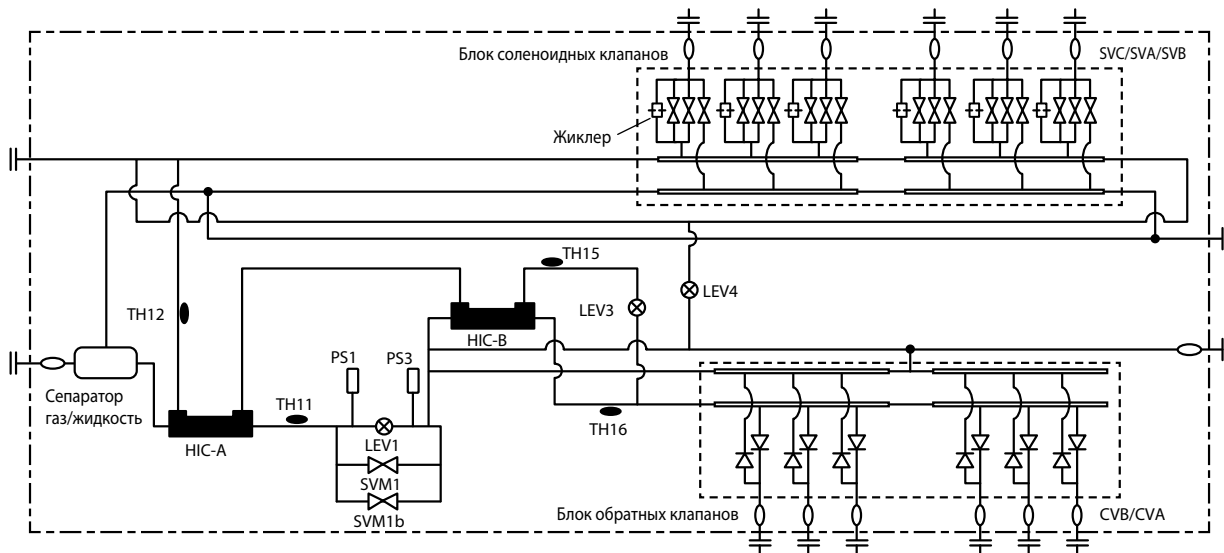 Блок соленоидных клапанов
SVC/SVA/SVB
Жиклер
TH15
LEV3
LEV4
TH12
HIC-B
PS1
PS3
Сепаратор
газ/жидкость
TH11
TH16
HIC-A
LEV1
SVM1
SVM1b
Блок обратных клапанов
CVB/CVA